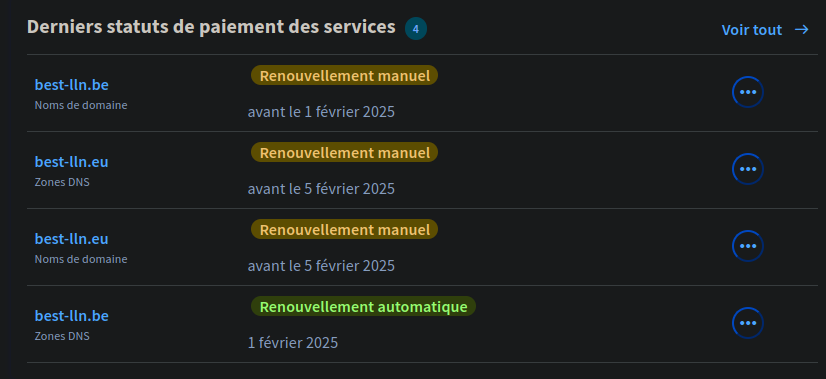 Derniers statuts de paiement des services 4
Voir tout →
best-lln.be
Noms de domaine
Renouvellement manuel
avant le 1 février 2025
best-lln.eu
Zones DNS
Renouvellement manuel
avant le 5 février 2025
best-lln.eu
Noms de domaine
Renouvellement manuel
avant le 5 février 2025
best-lln.be
Zones DNS
Renouvellement automatique
1 février 2025